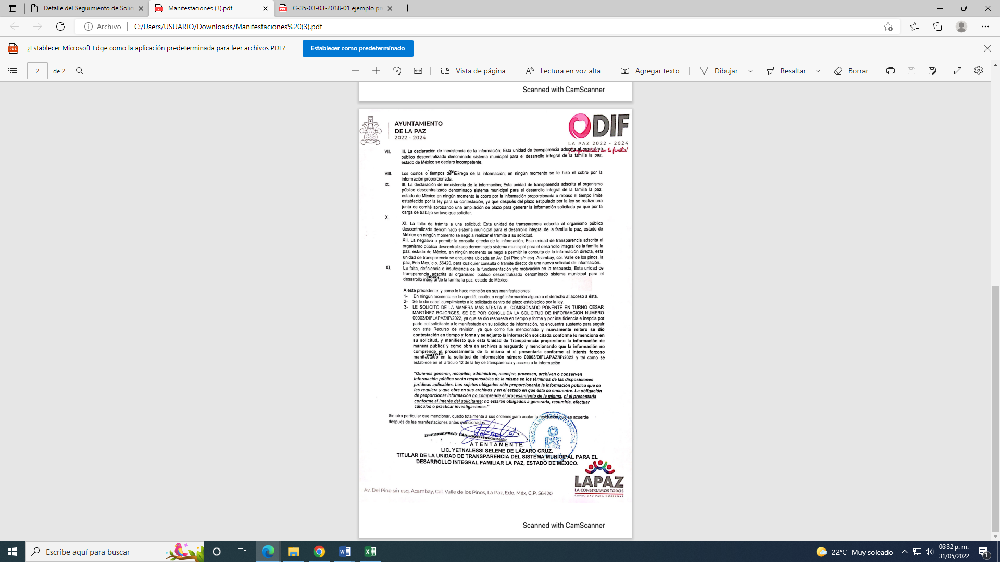 Detalle del Seguimiento de Solic
Manifestaciones (3).pdf
G-35-03-03-2018-01 ejemplo pr
Archivo
C:/Users/USUARIO/Downloads/Manifestaciones%20(3).pdf
¿Establecer Microsoft Edge como la aplicación predeterminada para leer archivos PDF?
Establecer como predeterminado
2 de 2
Vista de página
Lectura en voz alta
Agregar texto
Dibujar
Resaltar
Borrar
Scanned with CamScanner
AYUNTAMIENTO
DE LA PAZ
2022 - 2024
DIF
LA PAZ 2022 - 2024
¡Comprometidos con tu familia!
VII. III. La declaración de inexistencia de la información; Esta unidad de transparencia adscrita al organismo
público descentralizado denominado sistema municipal para el desarrollo integral de la familia la paz,
estado de México se declaro incompetente.
VIII. Los costos o tiempos de entrega de la información; en ningún momento se le hizo el cobro por la
información proporcionada.
IX. III. La declaración de inexistencia de la información; Esta unidad de transparencia adscrita al organismo
público descentralizado denominado sistema municipal para el desarrollo integral de la familia la paz,
estado de México en ningún momento le cobro por la información proporcionada o rebaso el tiempo limite
establecido por la ley para su contestación, ya que después del plazo estipulado por la ley se realizo una
junta de comité aprobando una ampliación de plazo para generar la información solicitada ya que por la
carga de trabajo se tuvo que solicitar.
X.
XI. La falta de trámite a una solicitud; Esta unidad de transparencia adscrita al organismo público
descentralizado denominado sistema municipal para el desarrollo integral de la familia la paz, estado de
México en ningún momento se negó a realizar el trámite a su solicitud.
XII. La negativa a permitir la consulta directa de la información; Esta unidad de transparencia adscrita al
organismo público descentralizado denominado sistema municipal para el desarrollo integral de la familia la
paz, estado de México, en ningún momento se negó a permitir la consulta de la información directa, esta
unidad de transparencia se encuentra ubicada en Av. Del Pino s/n esq. Acambay, col. Valle de los pinos, la
paz, Edo Mex, c.p.,56420, para cualquier consulta o tramite directo de una nueva solicitud de información.
XI. La falta, deficiencia o insuficiencia de la fundamentación y/o motivación en la respuesta, Esta unidad de
transparencia adscrita al organismo público descentralizado denominado sistema municipal para el
desarrollo integral de la familia la paz, estado de México.
A este precedente, y como lo hace mención en sus manifestaciones:
1- En ningún momento se le agredió, oculto, o negó información alguna o el derecho al acceso a ésta.
2- Se le dio cabal cumplimiento a lo solicitado dentro del plazo establecido por la ley.
3- LE SOLICITO DE LA MANERA MAS ATENTA AL COMISIONADO PONENTE EN TURNO CESAR
MARTÍNEZ BOJORGES, SE DE POR CONCLUIDA LA SOLICITUD DE INFORMACION NUMERO
00003/DIFLAPAZ/IP/2022, ya que se dio respuesta en tiempo y forma y por insuficiencia e inepcia por
parte del solicitante a lo manifestado en su solicitud de información, no encuentra sustento para seguir
con este Recurso de revisión, ya que como fue mencionado y nuevamente reitero se dio
contestación en tiempo y forma y se adjunto la información solicitada conforme lo menciona en
su solicitud, y manifiesto que esta Unidad de Transparencia proporciono la información de
manera pública y como obra en archivos a resguardo y mencionando que la información no
comprende el procesamiento de la misma ni el presentarla conforme al interés forzoso
manifestado en la solicitud de información número 00003/DIFLAPAZ/IP/2022 y tal como se
establece en el articulo 12 de la ley de transparencia y acceso a la información
“Quienes generen, recopilen, administren, manejen, procesen, archiven o conserven
información pública serán responsables de la misma en los términos de las disposiciones
jurídicas aplicables. Los sujetos obligados sólo proporcionarán la información pública que se
les requiera y que obre en sus archivos y en el estado en que ésta se encuentre. La obligación
de proporcionar información no comprende el procesamiento de la misma, ni el presentarla
conforme al interés del solicitante; no estarán obligados a generarla, resumirla, efectuar
cálculos o practicar investigaciones.”
Sin otro particular que mencionar, quedo totalmente a sus órdenes para acatar la resolución que se acuerde
después de las manifestaciones antes mencionadas.
A T E N T A M E N T E.
LIC. YETNALESSI SELENE DE LÁZARO CRUZ.
TITULAR DE LA UNIDAD DE TRANSPARENCIA DEL SISTEMA MUNICIPAL PARA EL
DESARROLLO INTEGRAL FAMILIAR LA PAZ, ESTADO DE MÉXICO.
LAPAZ
LA CONSTRUIMOS TODOS
CAPACIDAD PARA GOBERNAR
Av. Del Pino s/n esq. Acambay, Col. Valle de los Pinos, La Paz, Edo. Méx, C.P. 56420
Scanned with CamScanner
Escribe aquí para buscar
22°C Muy soleado
06:32 p. m.
31/05/2022
1